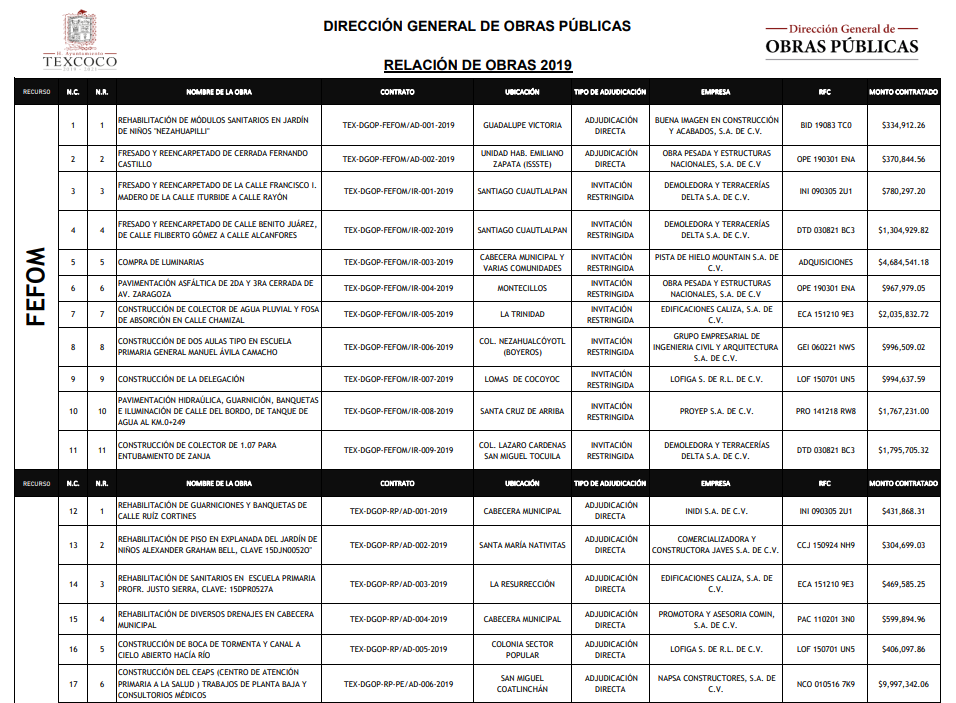 DIRECCIÓN GENERAL DE OBRAS PÚBLICAS
H. Ayuntamiento
TEXCOCO
2019 - 2021
Dirección General de
OBRAS PÚBLICAS
RELACIÓN DE OBRAS 2019
RECURSO N.C. N.R. NOMBRE DE LA OBRA CONTRATO UBICACIÓN TIPO DE ADJUDICACIÓN EMPRESA RFC MONTO CONTRATADO
FEFOM
1 1 REHABILITACIÓN DE MÓDULOS SANITARIOS EN JARDÍN DE NIÑOS "NEZAHUAPILLI" TEX-DGOP-FEFOM/AD-001-2019 GUADALUPE VICTORIA ADJUDICACIÓN DIRECTA BUENA IMAGEN EN CONSTRUCCIÓN Y ACABADOS, S.A. DE C.V. BID 19083 TC0 $334,912.26
2 2 FRESADO Y REENCARPETADO DE CERRADA FERNANDO CASTILLO TEX-DGOP-FEFOM/AD-002-2019 UNIDAD HAB. EMILIANO ZAPATA (ISSSTE) ADJUDICACIÓN DIRECTA OBRA PESADA Y ESTRUCTURAS NACIONALES, S.A. DE C.V OPE 190301 ENA $370,844.56
3 3 FRESADO Y REENCARPETADO DE LA CALLE FRANCISCO I. MADERO DE LA CALLE ITURBIDE A CALLE RAYÓN TEX-DGOP-FEFOM/IR-001-2019 SANTIAGO CUAUTLALPAN INVITACIÓN RESTRINGIDA DEMOLEDORA Y TERRACERÍAS DELTA S.A. DE C.V. INI 090305 2U1 $780,297.20
4 4 FRESADO Y REENCARPETADO DE CALLE BENITO JUÁREZ, DE CALLE FILIBERTO GÓMEZ A CALLE ALCANFORES TEX-DGOP-FEFOM/IR-002-2019 SANTIAGO CUAUTLALPAN INVITACIÓN RESTRINGIDA DEMOLEDORA Y TERRACERÍAS DELTA S.A. DE C.V. DTD 030821 BC3 $1,304,929.82
5 5 COMPRA DE LUMINARIAS TEX-DGOP-FEFOM/IR-003-2019 CABECERA MUNICIPAL Y VARIAS COMUNIDADES INVITACIÓN RESTRINGIDA PISTA DE HIELO MOUNTAIN S.A. DE C.V. ADQUISICIONES $4,684,541.18
6 6 PAVIMENTACIÓN ASFÁLTICA DE 2DA Y 3RA CERRADA DE AV. ZARAGOZA TEX-DGOP-FEFOM/IR-004-2019 MONTECILLOS INVITACIÓN RESTRINGIDA OBRA PESADA Y ESTRUCTURAS NACIONALES, S.A. DE C.V OPE 190301 ENA $967,979.05
7 7 CONSTRUCCIÓN DE COLECTOR DE AGUA PLUVIAL Y FOSA DE ABSORCIÓN EN CALLE CHAMIZAL TEX-DGOP-FEFOM/IR-005-2019 LA TRINIDAD INVITACIÓN RESTRINGIDA EDIFICACIONES CALIZA, S.A. DE C.V. ECA 151210 9E3 $2,035,832.72
8 8 CONSTRUCCIÓN DE DOS AULAS TIPO EN ESCUELA PRIMARIA GENERAL MANUEL ÁVILA CAMACHO TEX-DGOP-FEFOM/IR-006-2019 COL. NEZAHUALCÓYOTL (BOYEROS) INVITACIÓN RESTRINGIDA GRUPO EMPRESARIAL DE INGENIERIA CIVIL Y ARQUITECTURA S.A. DE C.V. GEI 060221 NWS $996,509.02
9 9 CONSTRUCCIÓN DE LA DELEGACIÓN TEX-DGOP-FEFOM/IR-007-2019 LOMAS DE COCOYOC INVITACIÓN RESTRINGIDA LOFIGA S. DE R.L. DE C.V. LOF 150701 UN5 $994,637.59
10 10 PAVIMENTACIÓN HIDRAÙLICA, GUARNICIÓN, BANQUETAS E ILUMINACIÓN DE CALLE DEL BORDO, DE TANQUE DE AGUA AL KM.0+249 TEX-DGOP-FEFOM/IR-008-2019 SANTA CRUZ DE ARRIBA INVITACIÓN RESTRINGIDA PROYEP S.A. DE C.V. PRO 141218 RW8 $1,767,231.00
11 11 CONSTRUCCIÓN DE COLECTOR DE 1.07 PARA ENTUBAMIENTO DE ZANJA TEX-DGOP-FEFOM/IR-009-2019 COL. LAZARO CARDENAS SAN MIGUEL TOCUILA INVITACIÓN RESTRINGIDA DEMOLEDORA Y TERRACERÍAS DELTA S.A. DE C.V. DTD 030821 BC3 $1,795,705.32
RECURSO N.C. N.R. NOMBRE DE LA OBRA CONTRATO UBICACIÓN TIPO DE ADJUDICACIÓN EMPRESA RFC MONTO CONTRATADO
12 1 REHABILITACIÓN DE GUARNICIONES Y BANQUETAS DE CALLE RUÍZ CORTINES TEX-DGOP-RP/AD-001-2019 CABECERA MUNICIPAL ADJUDICACIÓN DIRECTA INIDI S.A. DE C.V. INI 090305 2U1 $431,868.31
13 2 REHABILITACIÓN DE PISO EN EXPLANADA DEL JARDÍN DE NIÑOS ALEXANDER GRAHAM BELL, CLAVE 15DJN0052O" TEX-DGOP-RP/AD-002-2019 SANTA MARÍA NATIVITAS ADJUDICACIÓN DIRECTA COMERCIALIZADORA Y CONSTRUCTORA JAVES S.A. DE C.V. CCJ 150924 NH9 $304,699.03
14 3 REHABILITACIÓN DE SANITARIOS EN ESCUELA PRIMARIA PROFR. JUSTO SIERRA, CLAVE: 15DPR0527A TEX-DGOP-RP/AD-003-2019 LA RESURRECCIÓN ADJUDICACIÓN DIRECTA EDIFICACIONES CALIZA, S.A. DE C.V. ECA 151210 9E3 $469,585.25
15 4 REHABILITACIÓN DE DIVERSOS DRENAJES EN CABECERA MUNICIPAL TEX-DGOP-RP/AD-004-2019 CABECERA MUNICIPAL ADJUDICACIÓN DIRECTA PROMOTORA Y ASESORIA COMIN, S.A. DE C.V. PAC 110201 3N0 $599,894.96
16 5 CONSTRUCCIÓN DE BOCA DE TORMENTA Y CANAL A CIELO ABIERTO HACÍA RÍO TEX-DGOP-RP/AD-005-2019 COLONIA SECTOR POPULAR ADJUDICACIÓN DIRECTA LOFIGA S. DE R.L. DE C.V. LOF 150701 UN5 $406,097.86
17 6 CONSTRUCCIÓN DEL CEAPS (CENTRO DE ATENCIÓN PRIMARIA A LA SALUD ) TRABAJOS DE PLANTA BAJA Y CONSULTORIOS MÉDICOS TEX-DGOP-RP-PE/AD-006-2019 SAN MIGUEL COATLINCHÁN ADJUDICACIÓN DIRECTA NAPSA CONSTRUCTORES, S.A. DE C.V. NCO 010516 7K9 $9,997,342.06